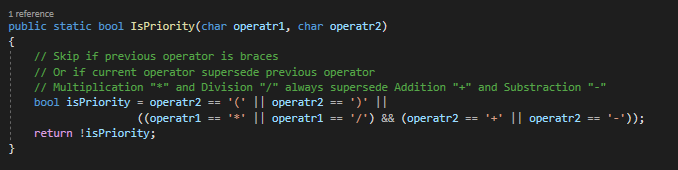 1 reference
public static bool IsPriority(char operatr1, char operatr2)
{
// Skip if previous operator is braces
// Or if current operator supersede previous operator
// Multiplication "*" and Division "/" always supersede Addition "+" and Substraction "-"
bool isPriority = operatr2 == '(' || operatr2 == ')' ||
((operatr1 == '*' || operatr1 == '/') && (operatr2 == '+' || operatr2 == '-'));
return !isPriority;
}